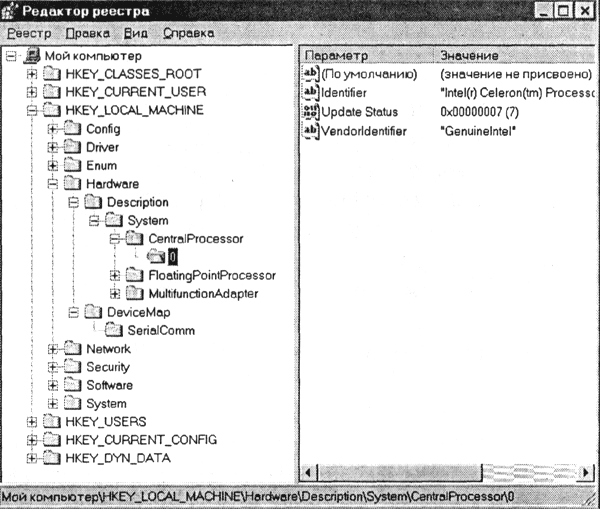 Редактор реестра
Реестр Правка Вид Справка
Мой компьютер
HKEY_CLASSES_ROOT
HKEY_CURRENT_USER
HKEY_LOCAL_MACHINE
Config
Driver
Enum
Hardware
Description
System
CentralProcessor
0
FloatingPointProcessor
MultifunctionAdapter
DeviceMap
SerialComm
Network
Security
Software
System
HKEY_USERS
HKEY_CURRENT_CONFIG
HKEY_DYN_DATA
Параметр Значение
(По умолчанию) (значение не присвоено)
Identifier "Intel(r) Celeron(tm) Processo
Update Status 0x00000007 (7)
VendorIdentifier "GenuineIntel"
Мой компьютер\HKEY_LOCAL_MACHINE\Hardware\Description\System\CentralProcessor\0